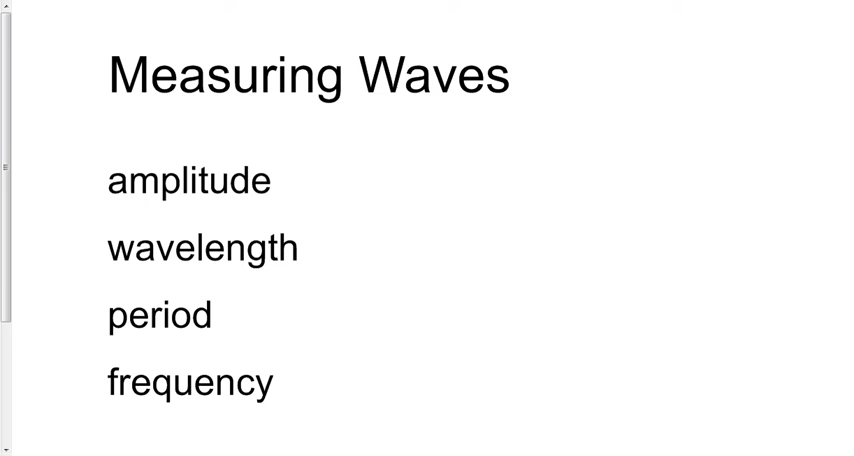 Measuring Waves
amplitude
wavelength
period
frequency